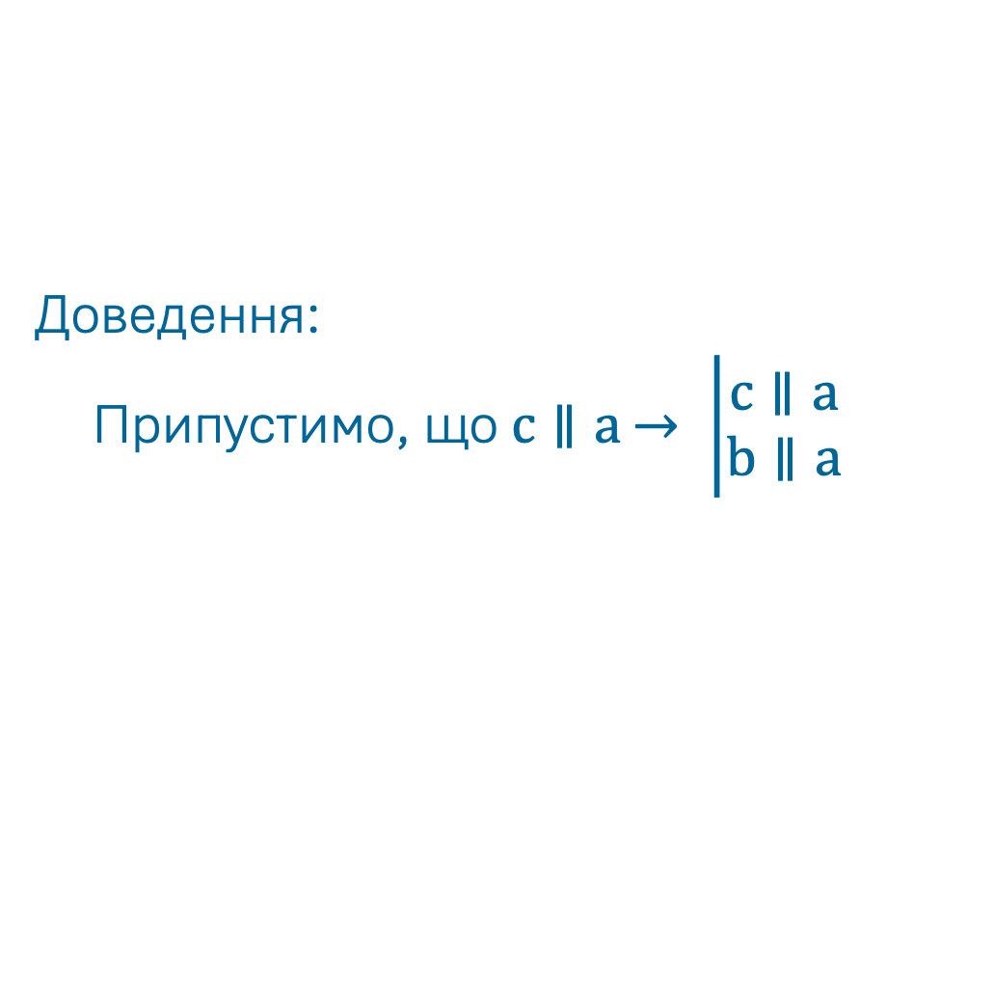 Доведення:
Припустимо, що c ∥ a → | c ∥ a
b ∥ a